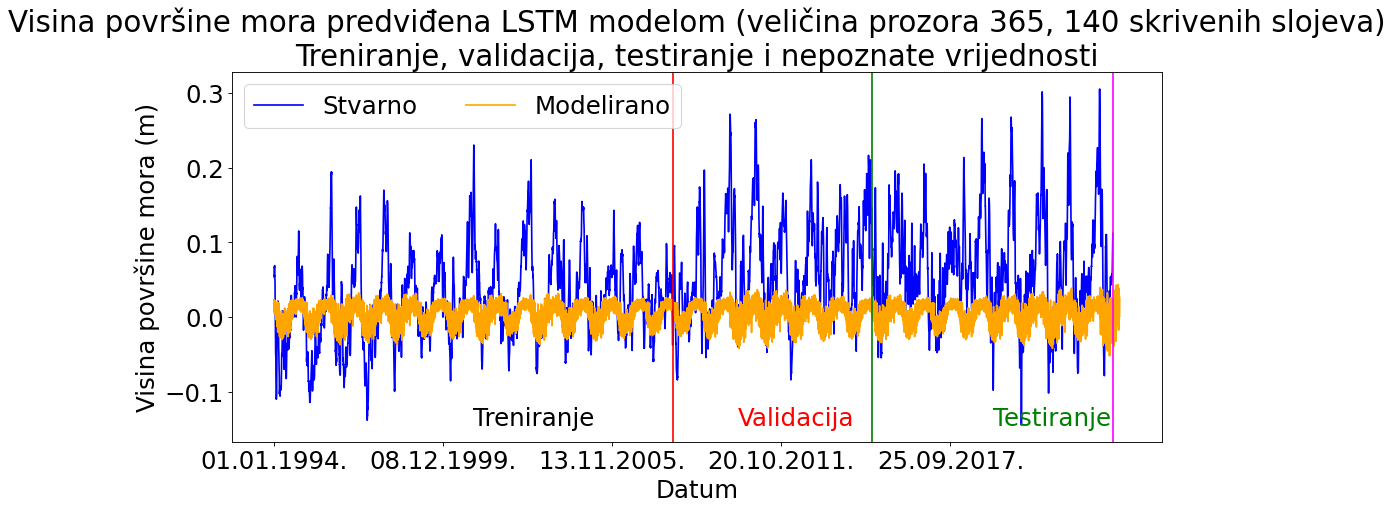 Visina površine mora predviđena LSTM modelom (veličina prozora 365, 140 skrivenih slojeva)
Treniranje, validacija, testiranje i nepoznate vrijednosti
Stvarno Modelirano
Visina površine mora (m)
0.3
0.2
0.1
0.0
−0.1
Treniranje Validacija Testiranje
01.01.1994. 08.12.1999. 13.11.2005. 20.10.2011. 25.09.2017.
Datum